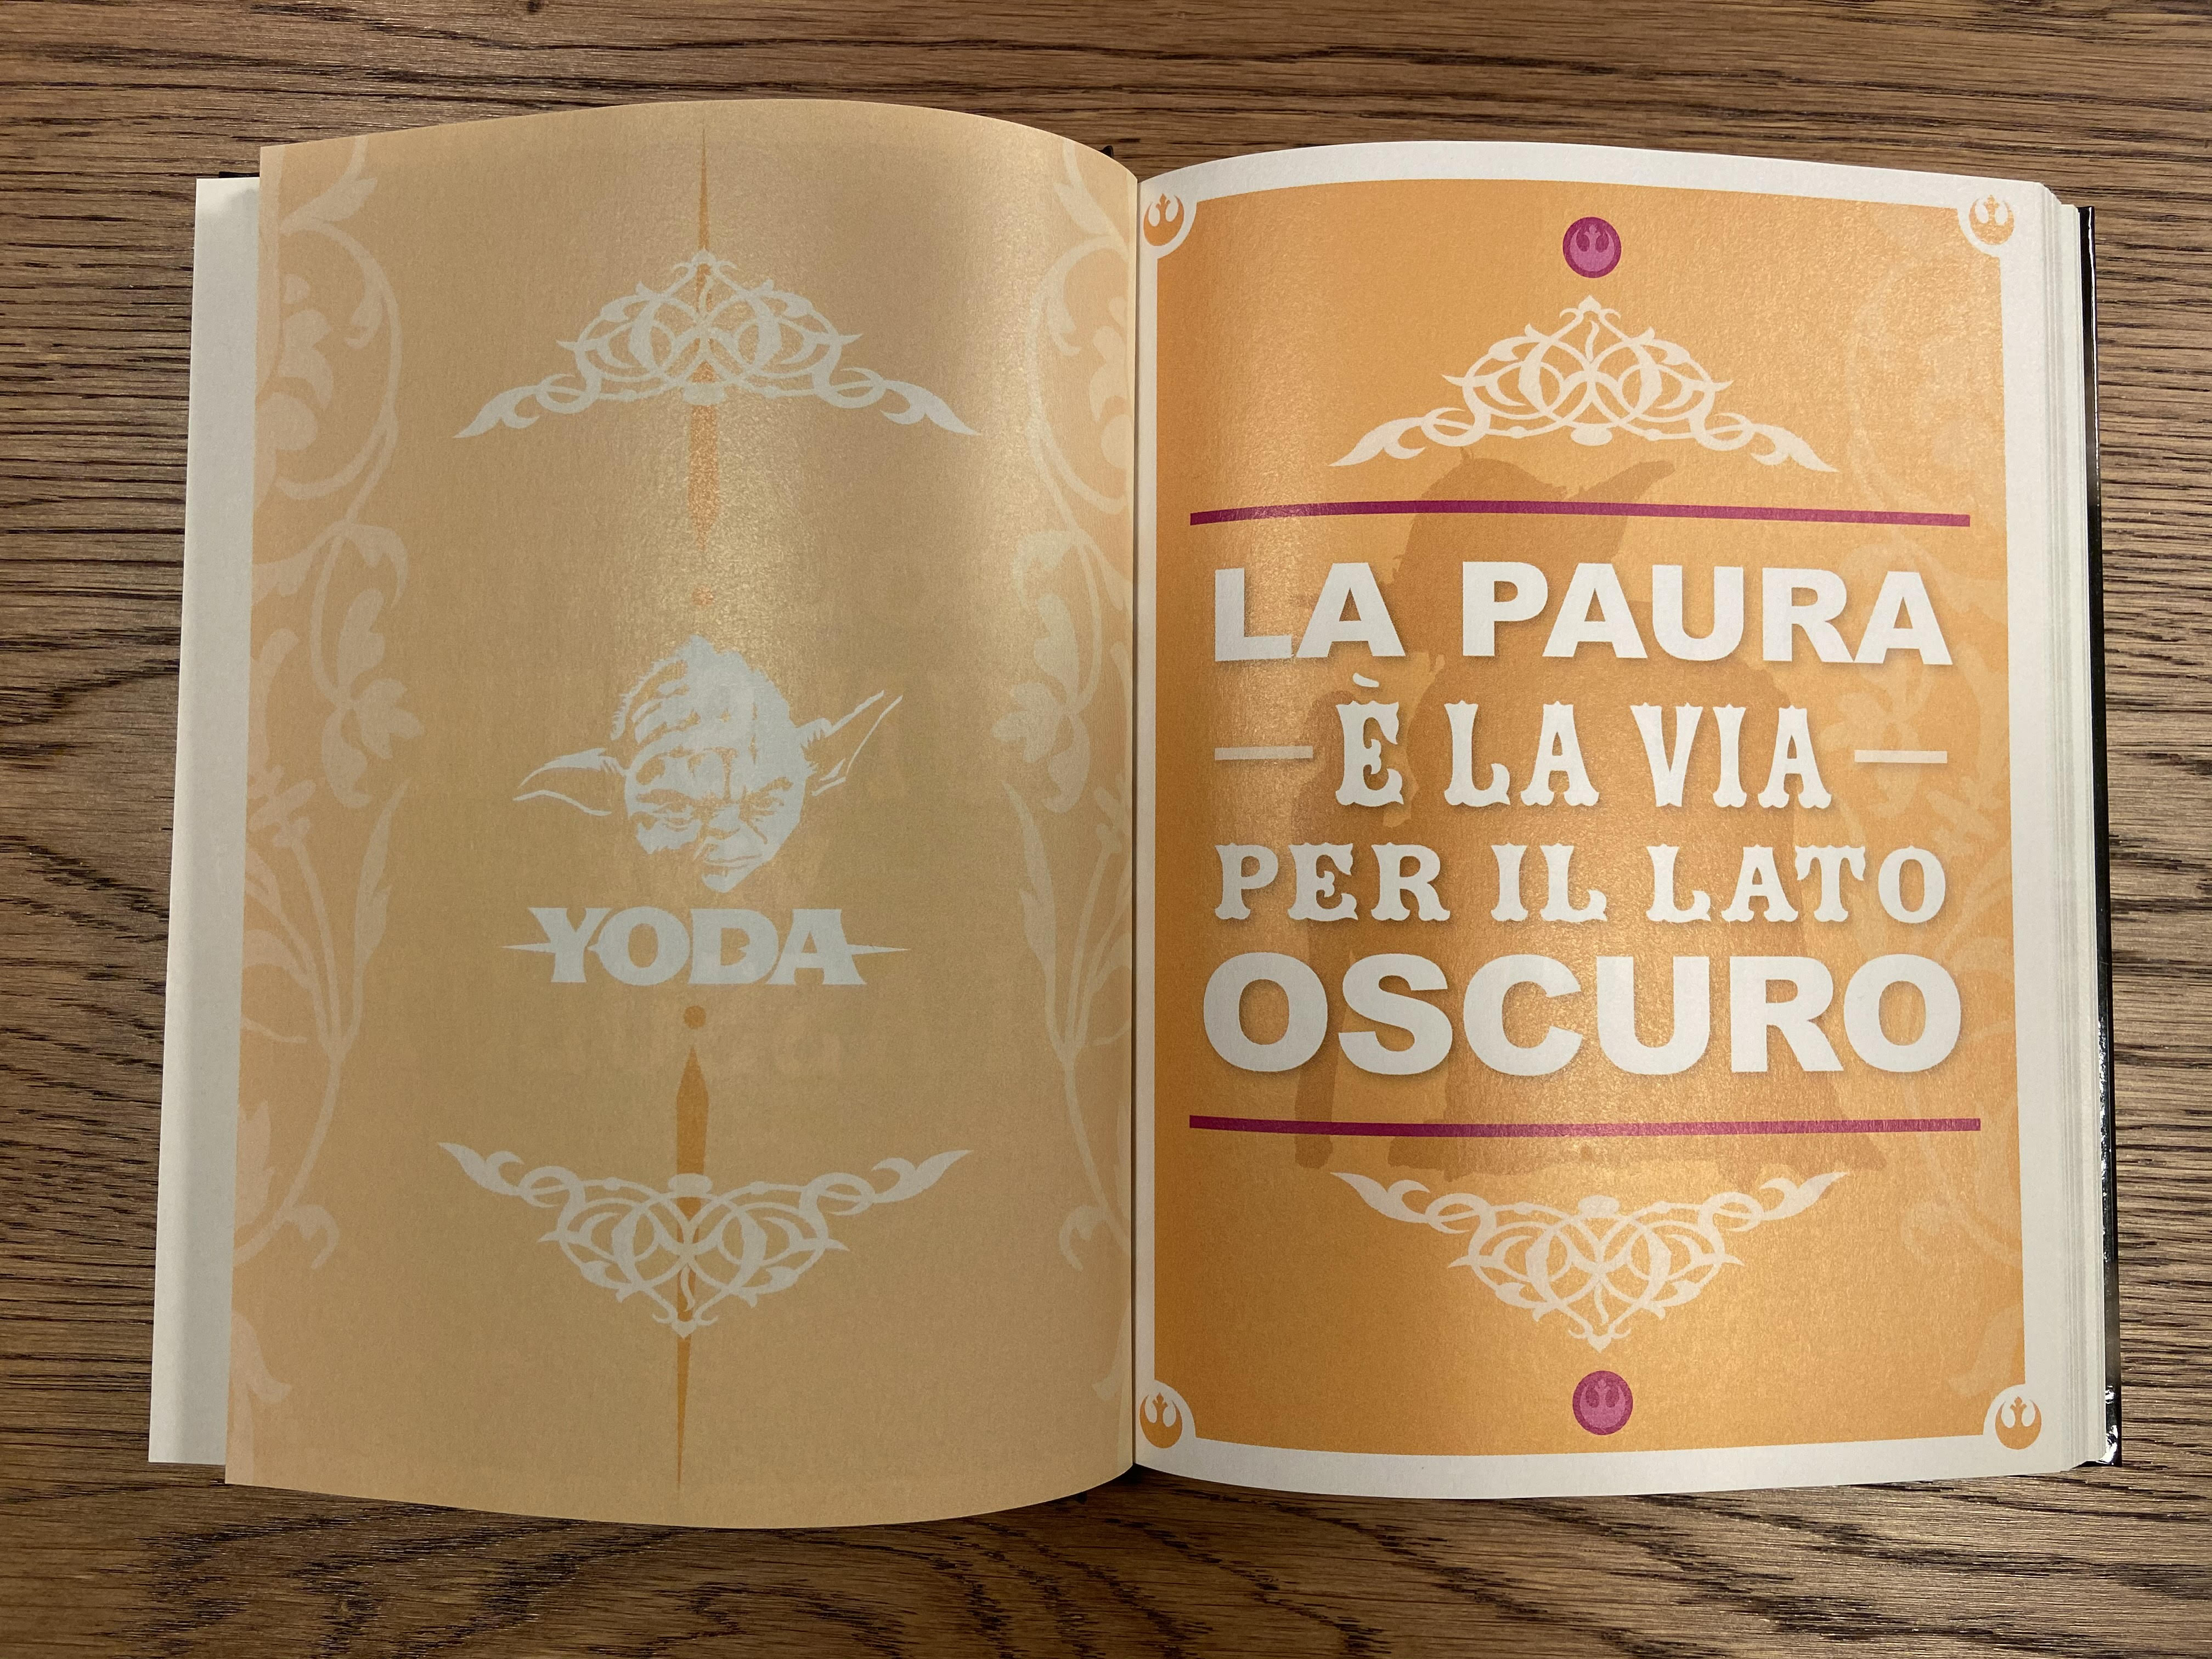 YODA
LA PAURA
È LA VIA
PER IL LATO
OSCURO